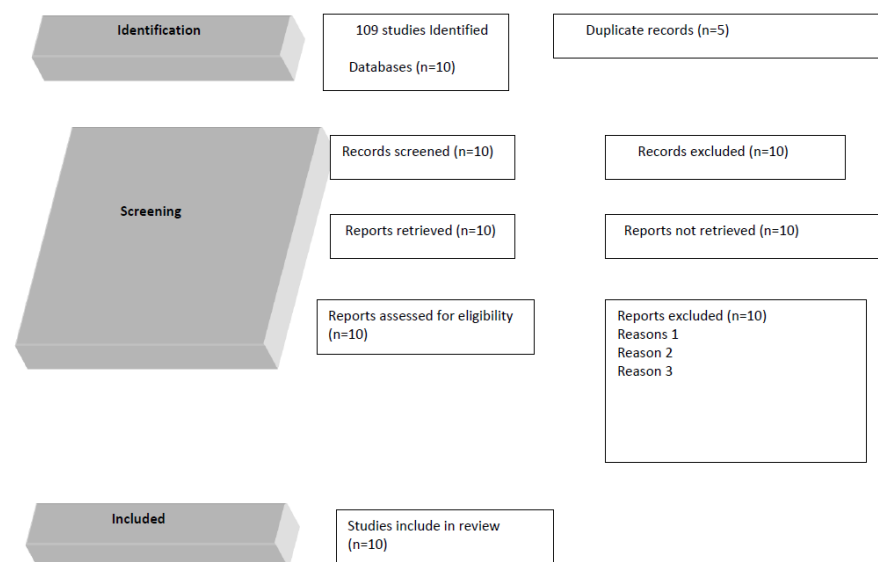 Identification
109 studies Identified
Databases (n=10)
Duplicate records (n=5)
Screening
Records screened (n=10)
Records excluded (n=10)
Reports retrieved (n=10)
Reports not retrieved (n=10)
Reports assessed for eligibility
(n=10)
Reports excluded (n=10)
Reasons 1
Reason 2
Reason 3
Included
Studies include in review
(n=10)